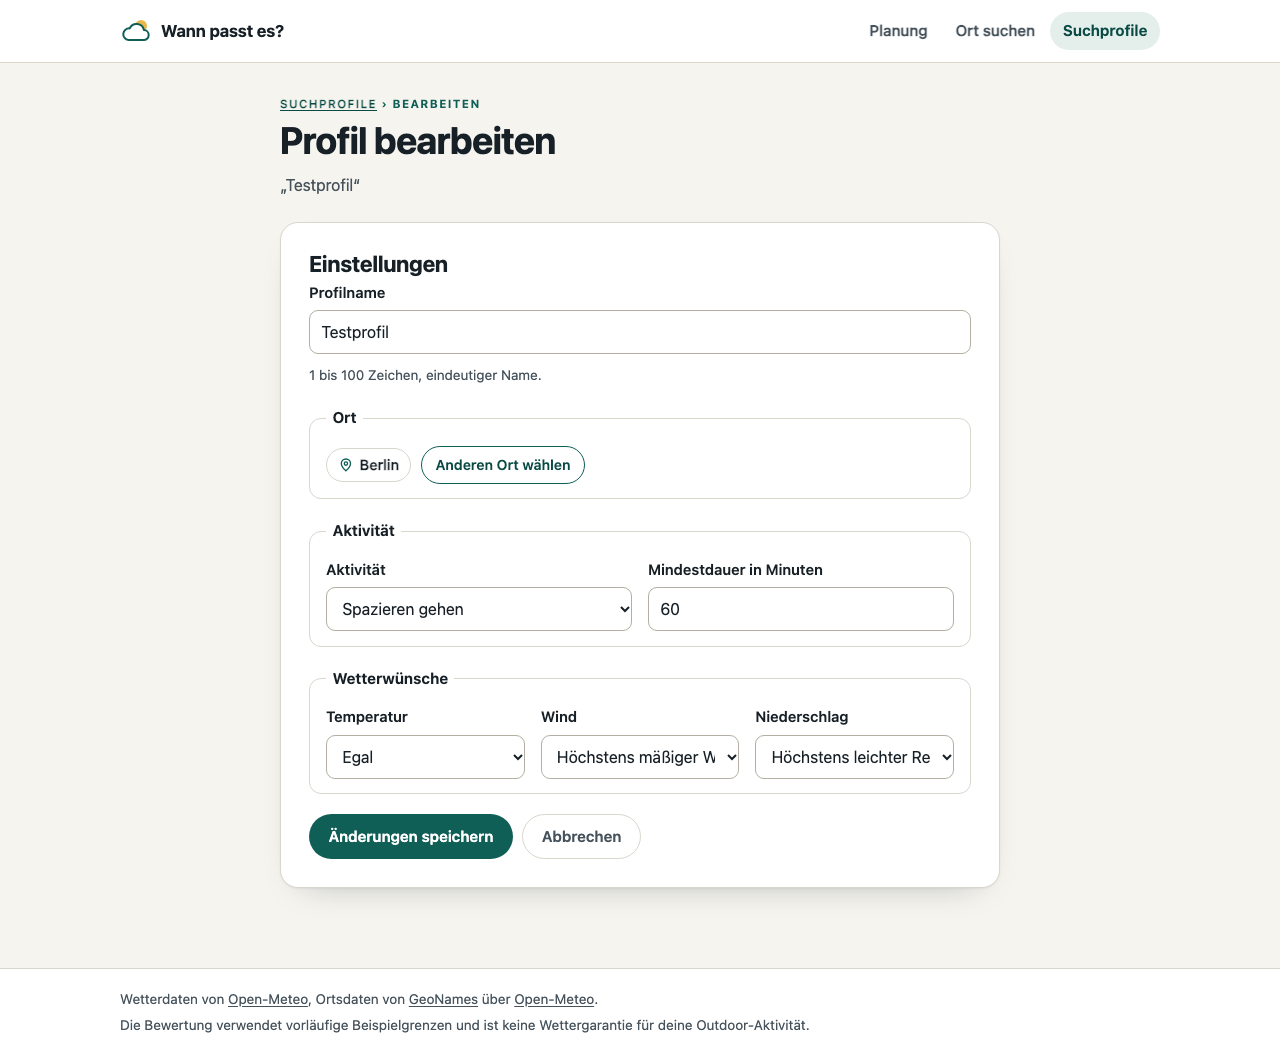 Wann passt es?
Planung Ort suchen Suchprofile
SUCHPROFILE › BEARBEITEN
Profil bearbeiten
„Testprofil“
Einstellungen
Profilname
Testprofil
1 bis 100 Zeichen, eindeutiger Name.
Ort
Berlin Anderen Ort wählen
Aktivität
Aktivität Mindestdauer in Minuten
Spazieren gehen 60
Wetterwünsche
Temperatur Wind Niederschlag
Egal Höchstens mäßiger W Höchstens leichter Re
Änderungen speichern Abbrechen
Wetterdaten von Open-Meteo, Ortsdaten von GeoNames über Open-Meteo.
Die Bewertung verwendet vorläufige Beispielgrenzen und ist keine Wettergarantie für deine Outdoor-Aktivität.